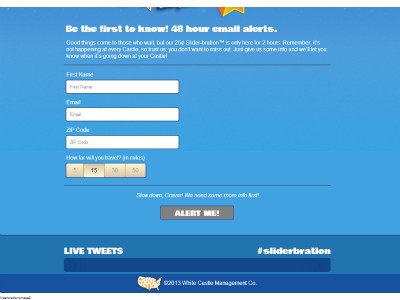 Be the first to know! 48 hour email alerts.
Good things come to those who wait, but our 25¢ Slider-bration™ is only here for 2 hours. Remember, it's
not happening at every Castle, so trust us; you don't want to miss out. Just give us some info and we'll let you
know when it's going down at your Castle!
First Name
First Name
Email
Email
ZIP Code
ZIP Code
How far will you travel? (in miles)
5 15 30 50
Slow down, Craver! We need some more info first!
ALERT ME!
LIVE TWEETS #sliderbration
©2013 White Castle Management Co.